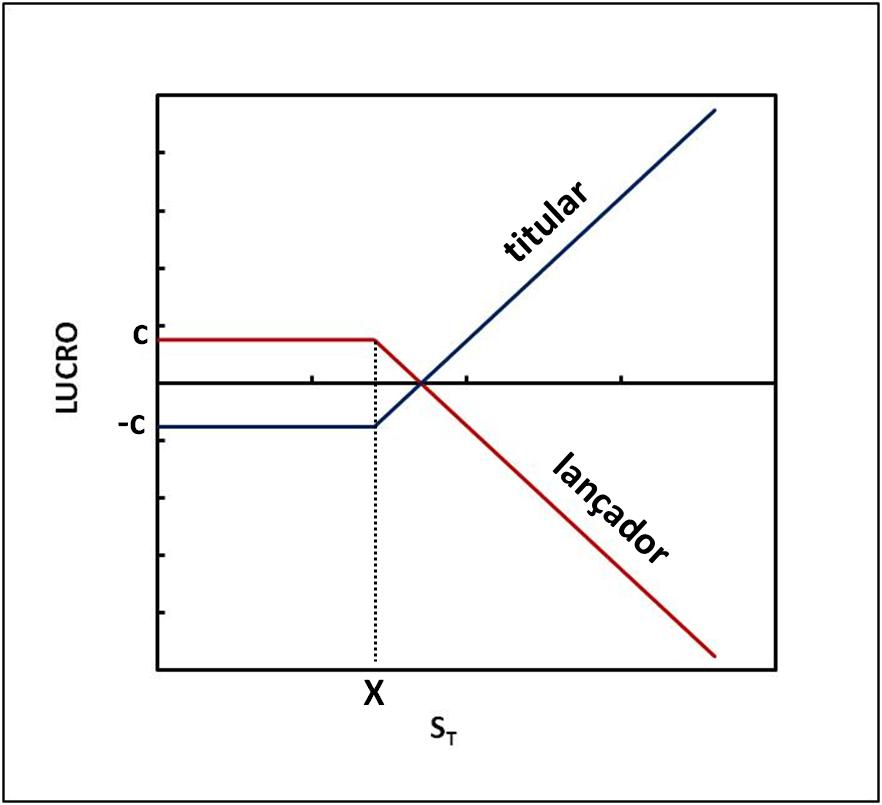 titular
LUCRO
c
-c
lançador
X
S_T